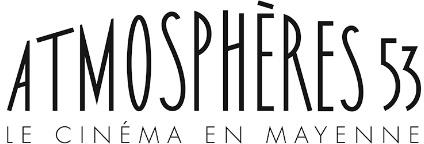 ATMOSPHÈRES 53
LE CINÉMA EN MAYENNE